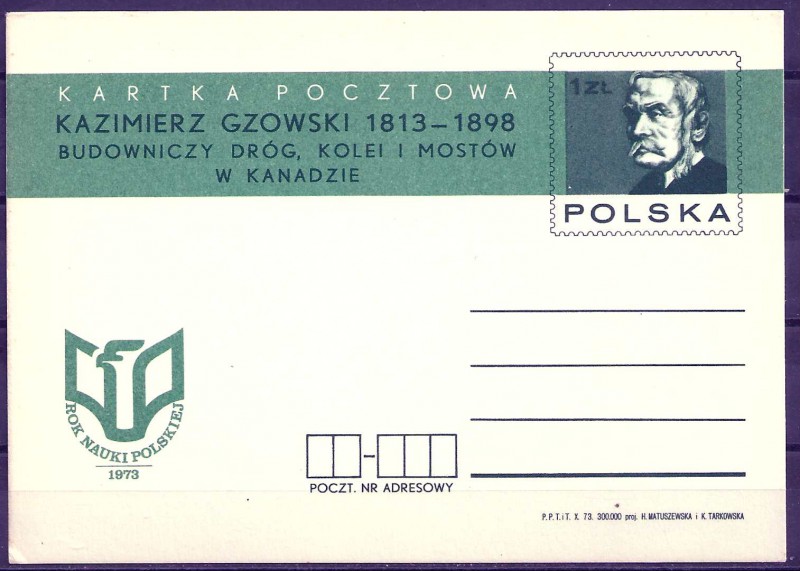 KARTKA POCZTOWA
KAZIMIERZ GZOWSKI 1813-1898
BUDOWNICZY DRÓG, KOLEI I MOSTÓW
W KANADZIE
1 ZŁ
POLSKA
ROK NAUKI POLSKIEJ
1973
POCZT. NR ADRESOWY
P.P.T.iT. X. 73. 300.000 proj. H. MATUSZEWSKA i K. TARKOWSKA